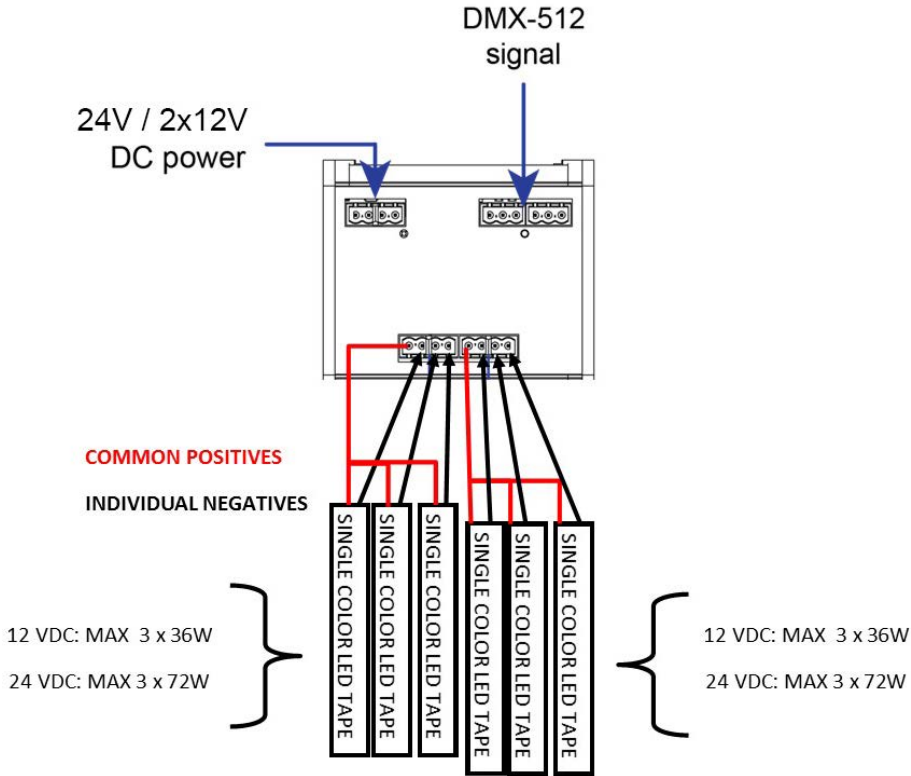 DMX-512
signal
24V / 2x12V
DC power
COMMON POSITIVES
INDIVIDUAL NEGATIVES
SINGLE COLOR LED TAPE
SINGLE COLOR LED TAPE
SINGLE COLOR LED TAPE
SINGLE COLOR LED TAPE
SINGLE COLOR LED TAPE
SINGLE COLOR LED TAPE
12 VDC: MAX 3 x 36W
24 VDC: MAX 3 x 72W
12 VDC: MAX 3 x 36W
24 VDC: MAX 3 x 72W